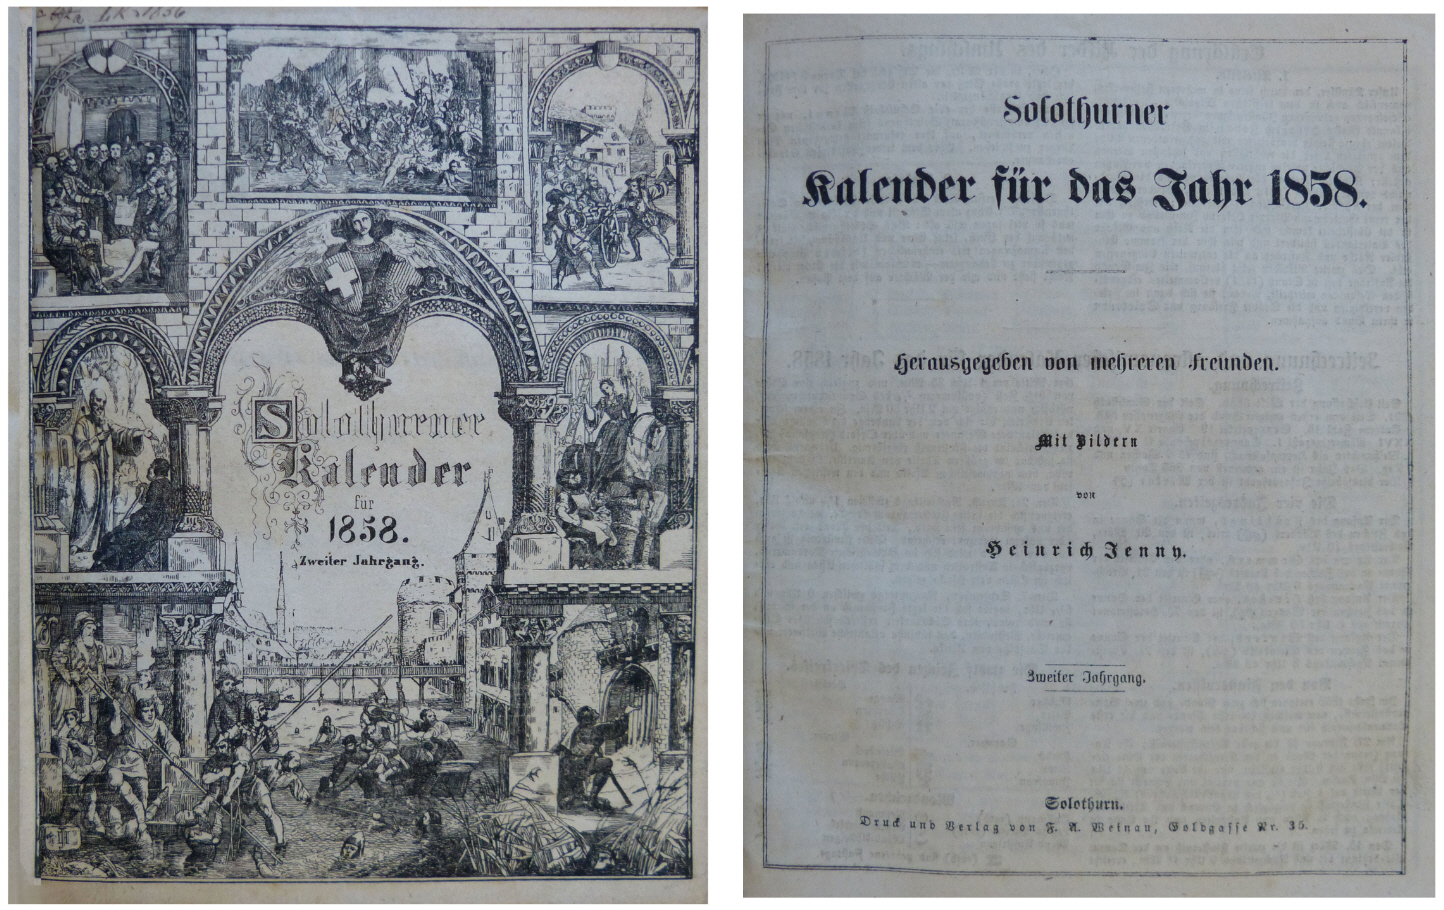 Solothurner
Kalender
für
1858.
Zweiter Jahrgang.
H
Solothurner
Kalender für das Jahr 1858.
Herausgegeben von mehreren Freunden.
Mit Bildern
von
Heinrich Jenny.
Zweiter Jahrgang.
Solothurn.
Druck und Verlag von F. A. Weinau, Goldgasse Nr. 35.